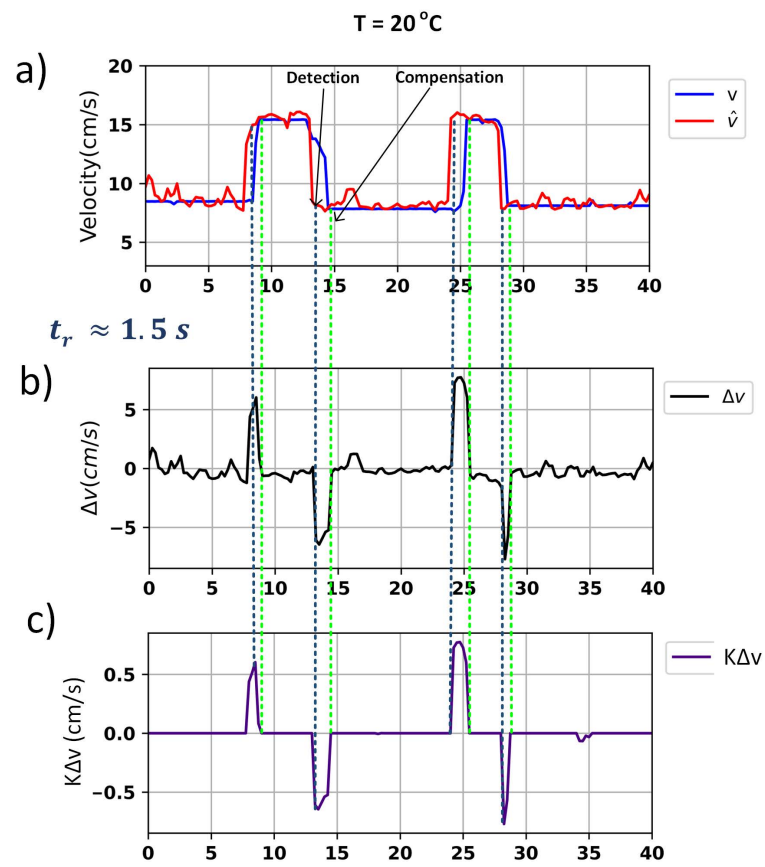 T = 20 °C
a)
Velocity(cm/s)
20
15
10
5
Detection
Compensation
v
v̂
0 5 10 15 20 25 30 35 40
t_r ≈ 1.5 s
b)
Δv(cm/s)
5
0
−5
Δv
0 5 10 15 20 25 30 35 40
c)
KΔv (cm/s)
0.5
0.0
−0.5
KΔv
0 5 10 15 20 25 30 35 40